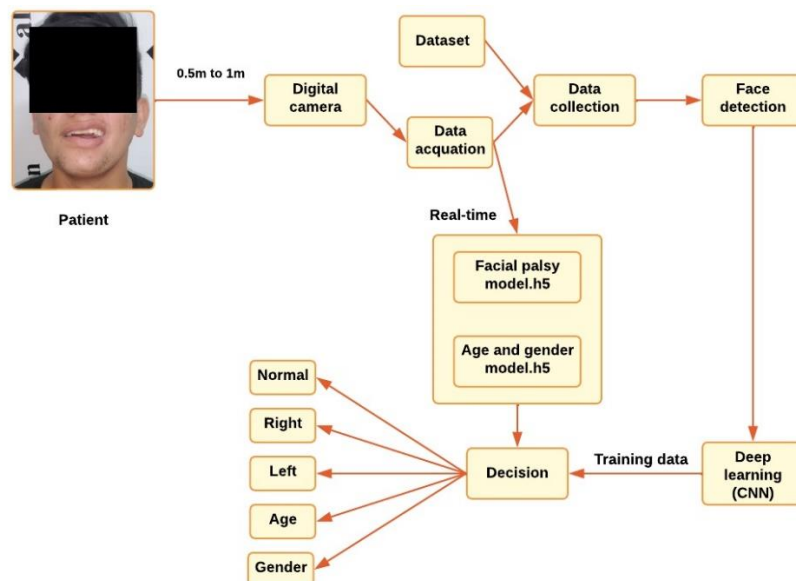 Patient
0.5m to 1m
Digital
camera
Dataset
Data
acquation
Data
collection
Face
detection
Real-time
Facial palsy
model.h5
Age and gender
model.h5
Normal
Right
Left
Age
Gender
Decision
Training data
Deep
learning
(CNN)